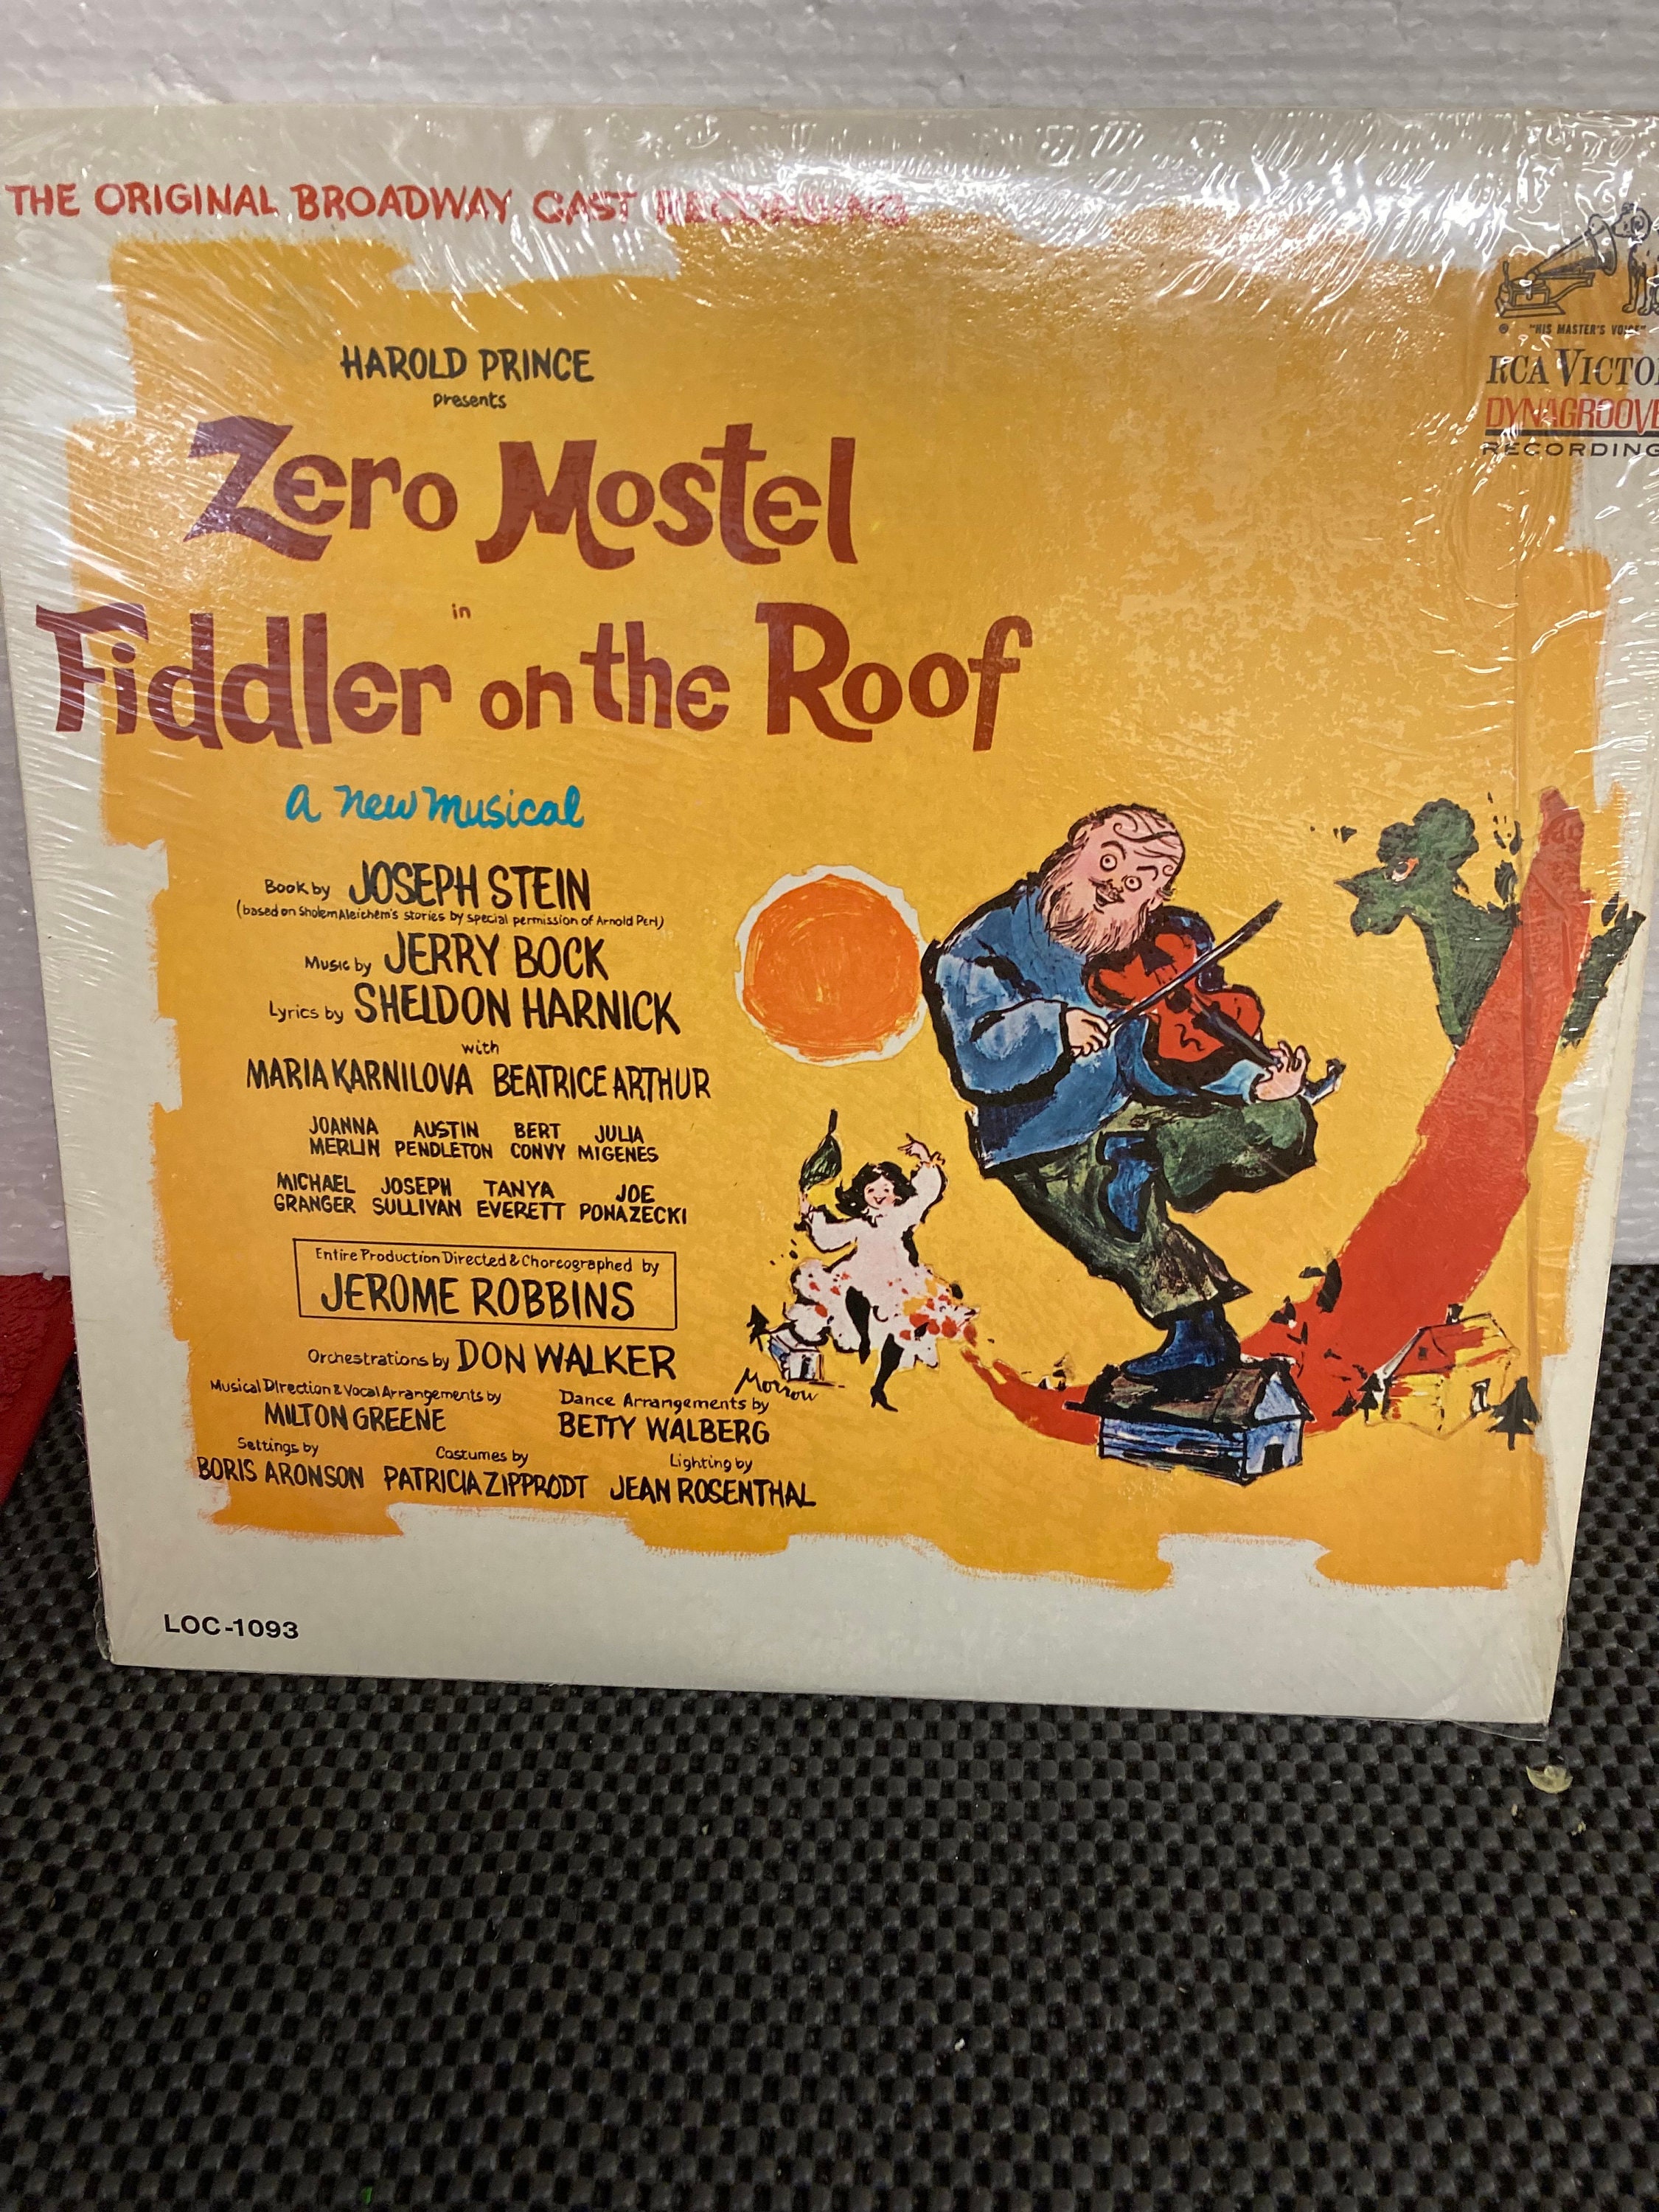 THE ORIGINAL BROADWAY CAST RECORDING
"HIS MASTER'S VOICE"
RCA VICTO
DYNAGROOVE
RECORDING
HAROLD PRINCE
presents
Zero Mostel
in
Fiddler on the Roof
a new musical
Book by JOSEPH STEIN
(based on Sholem Aleichem's stories by special permission of Arnold Perl)
Music by JERRY BOCK
Lyrics by SHELDON HARNICK
with
MARIA KARNILOVA BEATRICE ARTHUR
JOANNA AUSTIN BERT JULIA
MERLIN PENDLETON CONVY MIGENES
MICHAEL JOSEPH TANYA JOE
GRANGER SULLIVAN EVERETT PONAZECKI
Entire Production Directed & Choreographed by
JEROME ROBBINS
Orchestrations by DON WALKER
Musical Direction & Vocal Arrangements by
MILTON GREENE
Dance Arrangements by
BETTY WALBERG
Settings by Costumes by Lighting by
BORIS ARONSON PATRICIA ZIPPRODT JEAN ROSENTHAL
Morrow
LOC-1093